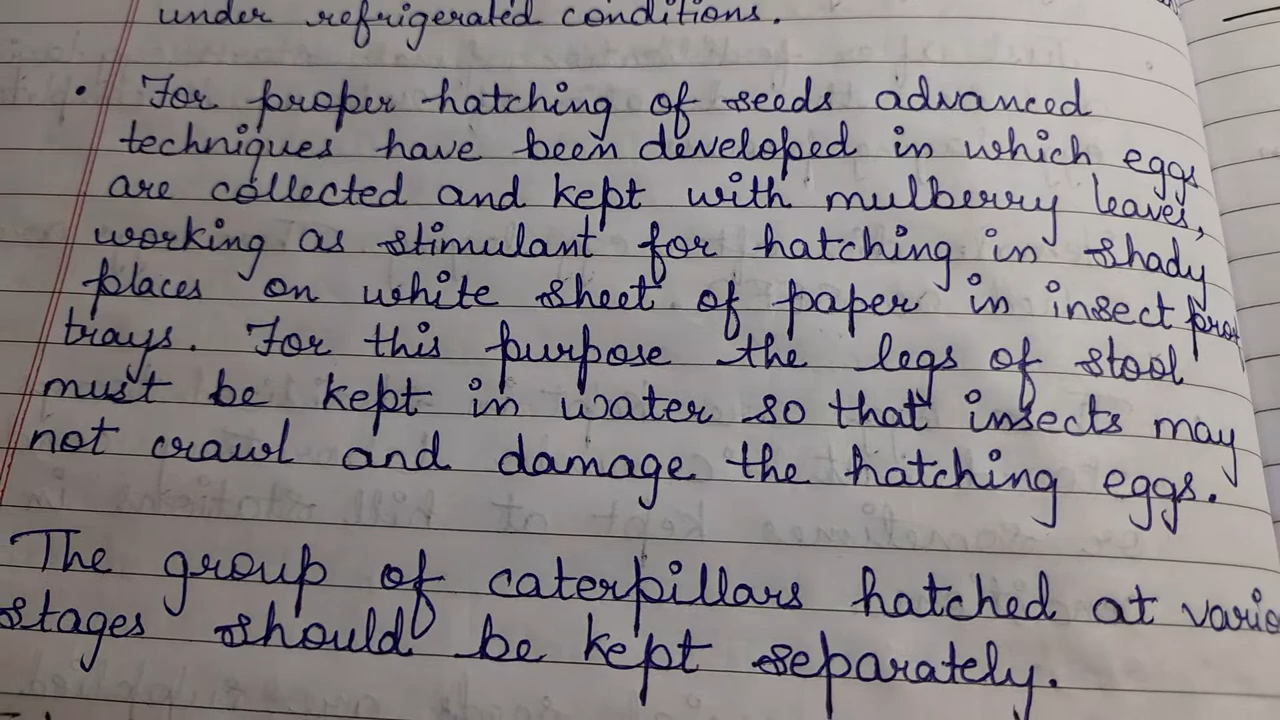 under refrigerated conditions.
• For proper hatching of seeds advanced
techniques have been developed in which eggs
are collected and kept with mulberry leaves,
working as stimulant for hatching in shady
places on white sheet of paper in insect
trays. For this purpose the legs of stool
must be kept in water so that insects may
not crawl and damage the hatching eggs.
The group of caterpillars hatched at
stages should be kept separately.